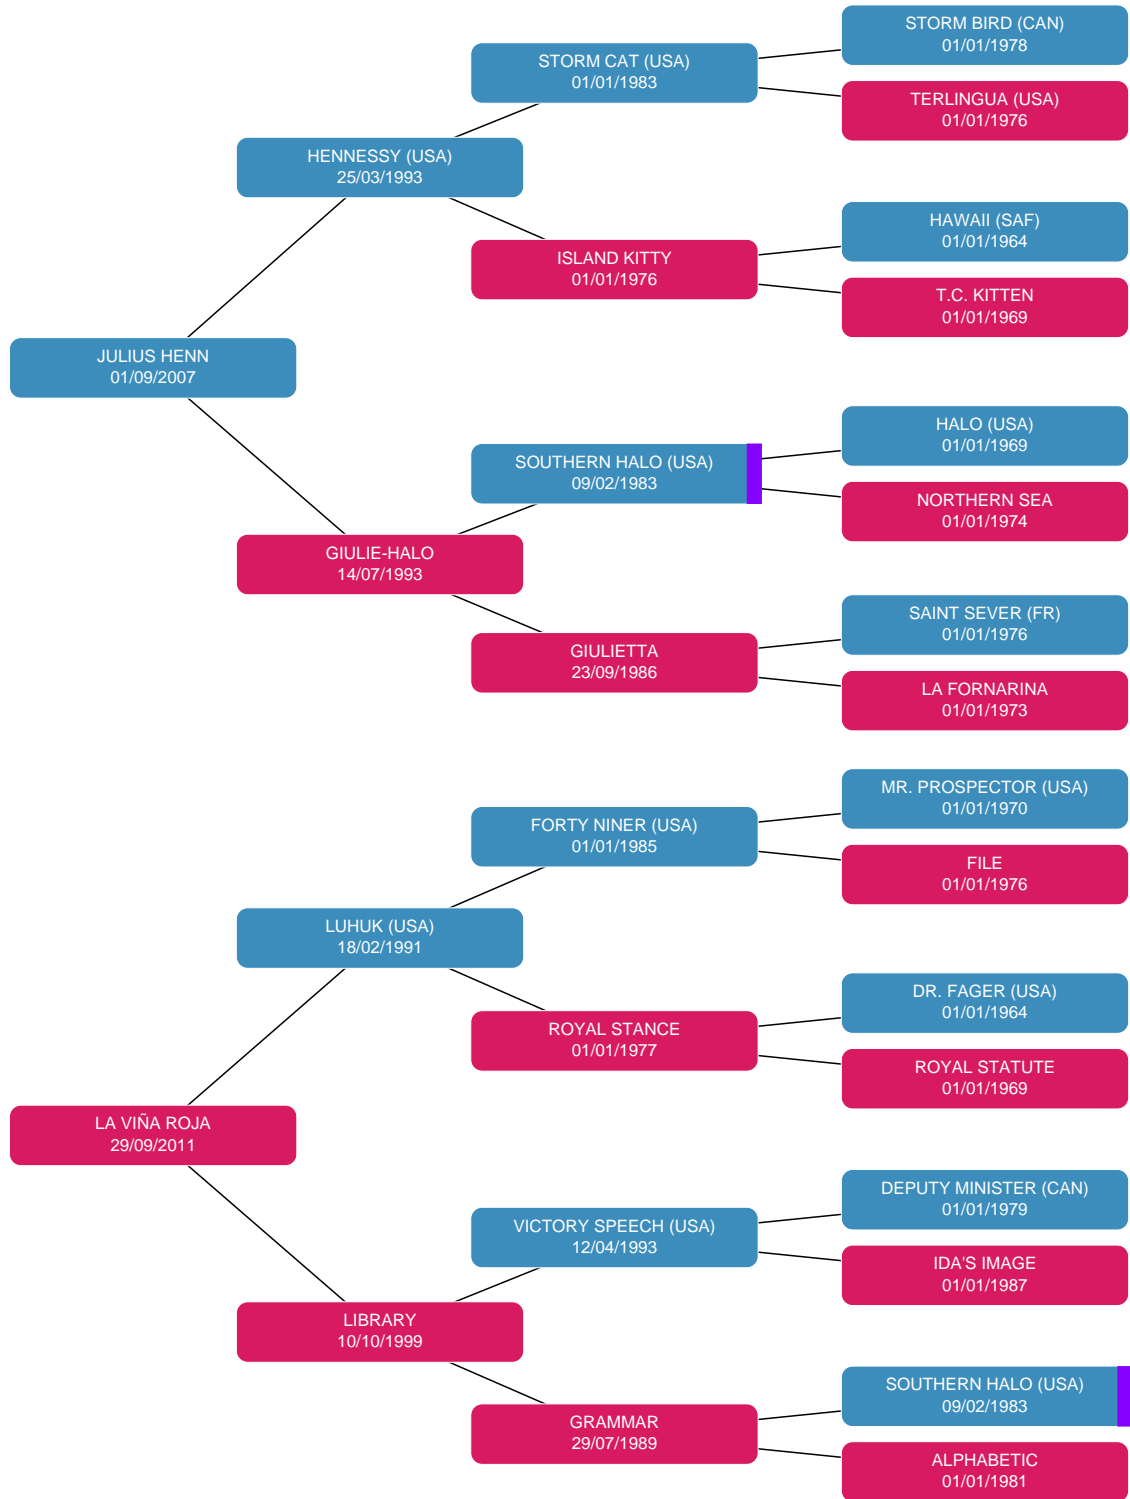 STORM BIRD (CAN)
01/01/1978
STORM CAT (USA)
01/01/1983
TERLINGUA (USA)
01/01/1976
HENNESSY (USA)
25/03/1993
HAWAII (SAF)
01/01/1964
ISLAND KITTY
01/01/1976
T.C. KITTEN
01/01/1969
JULIUS HENN
01/09/2007
HALO (USA)
01/01/1969
SOUTHERN HALO (USA)
09/02/1983
NORTHERN SEA
01/01/1974
GIULIE-HALO
14/07/1993
SAINT SEVER (FR)
01/01/1976
GIULIETTA
23/09/1986
LA FORNARINA
01/01/1973
MR. PROSPECTOR (USA)
01/01/1970
FORTY NINER (USA)
01/01/1985
FILE
01/01/1976
LUHUK (USA)
18/02/1991
DR. FAGER (USA)
01/01/1964
ROYAL STANCE
01/01/1977
ROYAL STATUTE
01/01/1969
LA VIÑA ROJA
29/09/2011
DEPUTY MINISTER (CAN)
01/01/1979
VICTORY SPEECH (USA)
12/04/1993
IDA'S IMAGE
01/01/1987
LIBRARY
10/10/1999
SOUTHERN HALO (USA)
09/02/1983
GRAMMAR
29/07/1989
ALPHABETIC
01/01/1981